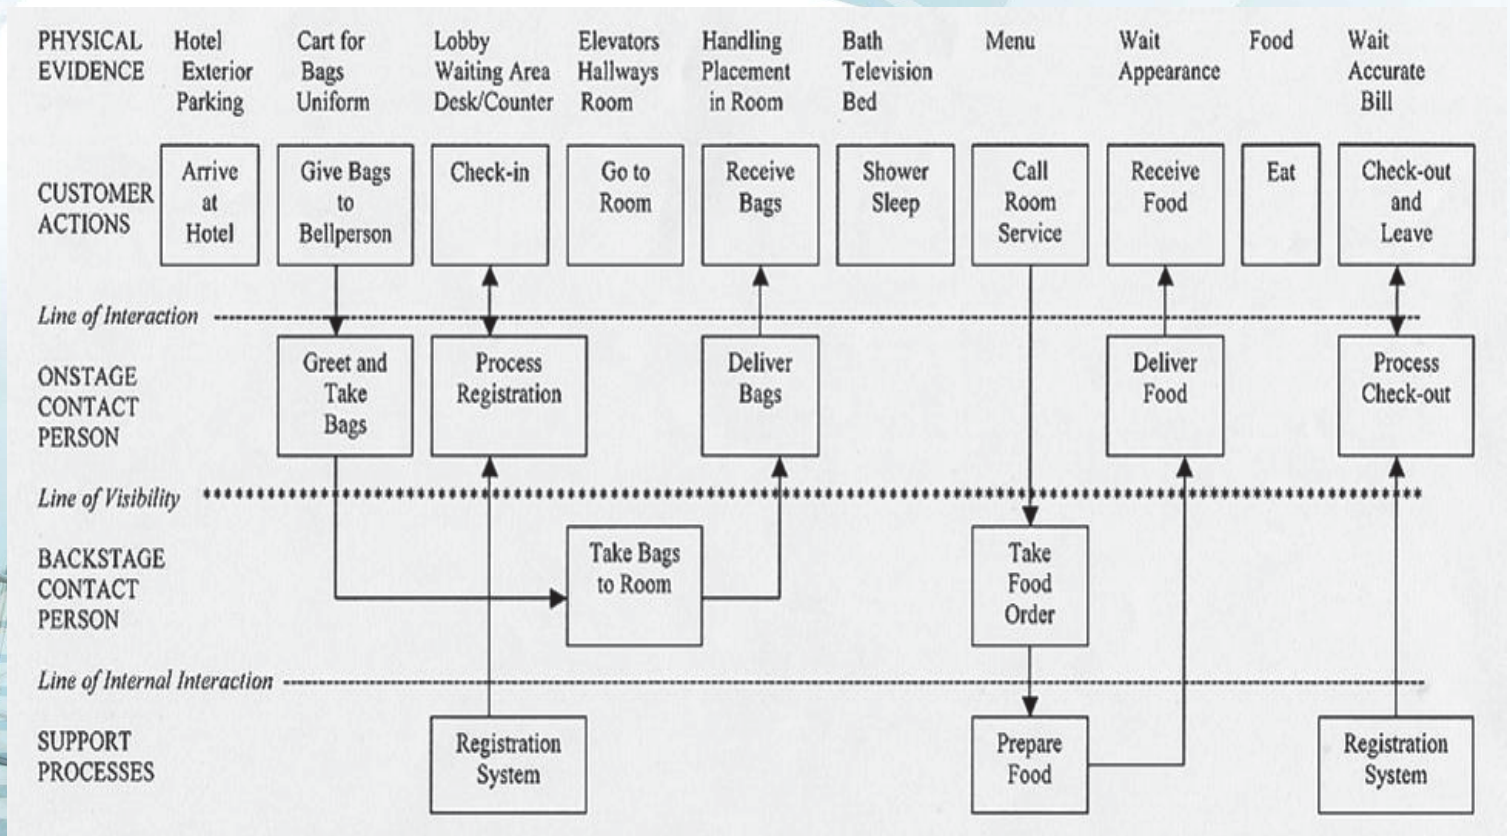 PHYSICAL
EVIDENCE
Hotel
Exterior
Parking
Cart for
Bags
Uniform
Lobby
Waiting Area
Desk/Counter
Elevators
Hallways
Room
Handling
Placement
in Room
Bath
Television
Bed
Menu
Wait
Appearance
Food
Wait
Accurate
Bill
CUSTOMER
ACTIONS
Arrive
at
Hotel
Give Bags
to
Bellperson
Check-in
Go to
Room
Receive
Bags
Shower
Sleep
Call
Room
Service
Receive
Food
Eat
Check-out
and
Leave
Line of Interaction
ONSTAGE
CONTACT
PERSON
Greet and
Take
Bags
Process
Registration
Deliver
Bags
Deliver
Food
Process
Check-out
Line of Visibility
BACKSTAGE
CONTACT
PERSON
Take Bags
to Room
Take
Food
Order
Line of Internal Interaction
SUPPORT
PROCESSES
Registration
System
Prepare
Food
Registration
System